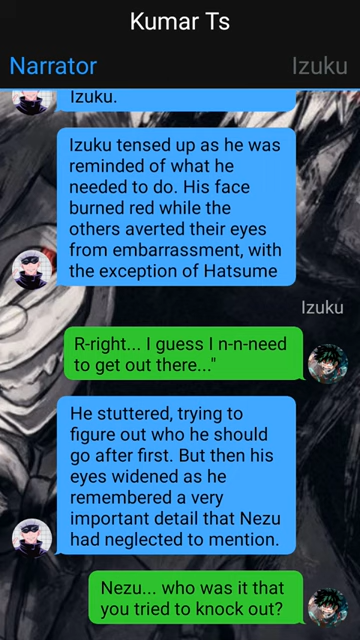 Kumar Ts
Narrator
Izuku
Izuku.
Izuku tensed up as he was
reminded of what he
needed to do. His face
burned red while the
others averted their eyes
from embarrassment, with
the exception of Hatsume
Izuku
R-right... I guess I n-n-need
to get out there..."
He stuttered, trying to
figure out who he should
go after first. But then his
eyes widened as he
remembered a very
important detail that Nezu
had neglected to mention.
Nezu... who was it that
you tried to knock out?